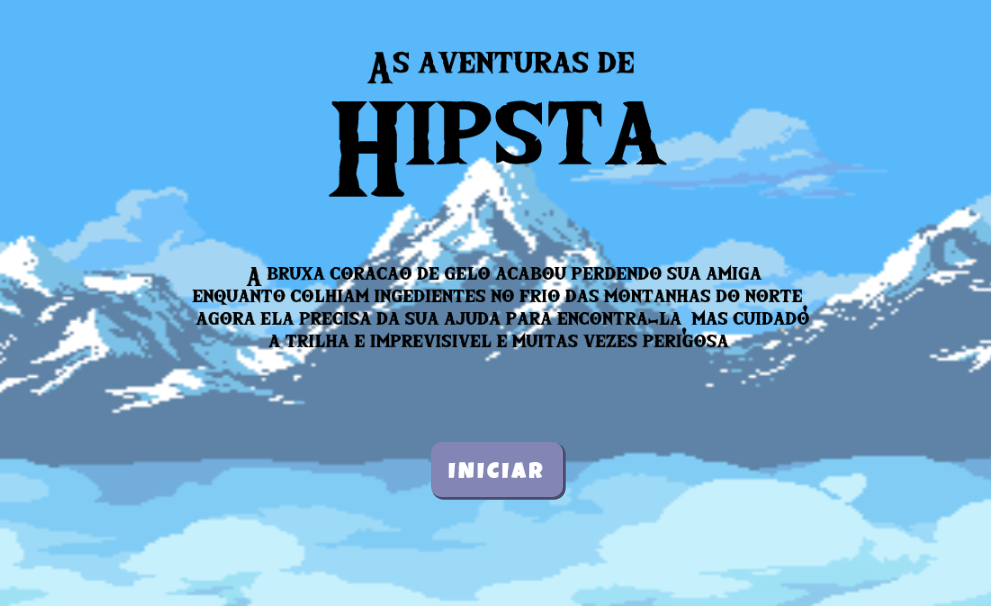 As aventuras de
Hipsta
A bruxa coracao de gelo acabou perdendo sua amiga
enquanto colhiam ingedientes no frio das montanhas do norte,
agora ela precisa da sua ajuda para encontra-la, mas cuidado
a trilha e imprevisivel e muitas vezes perigosa
INICIAR